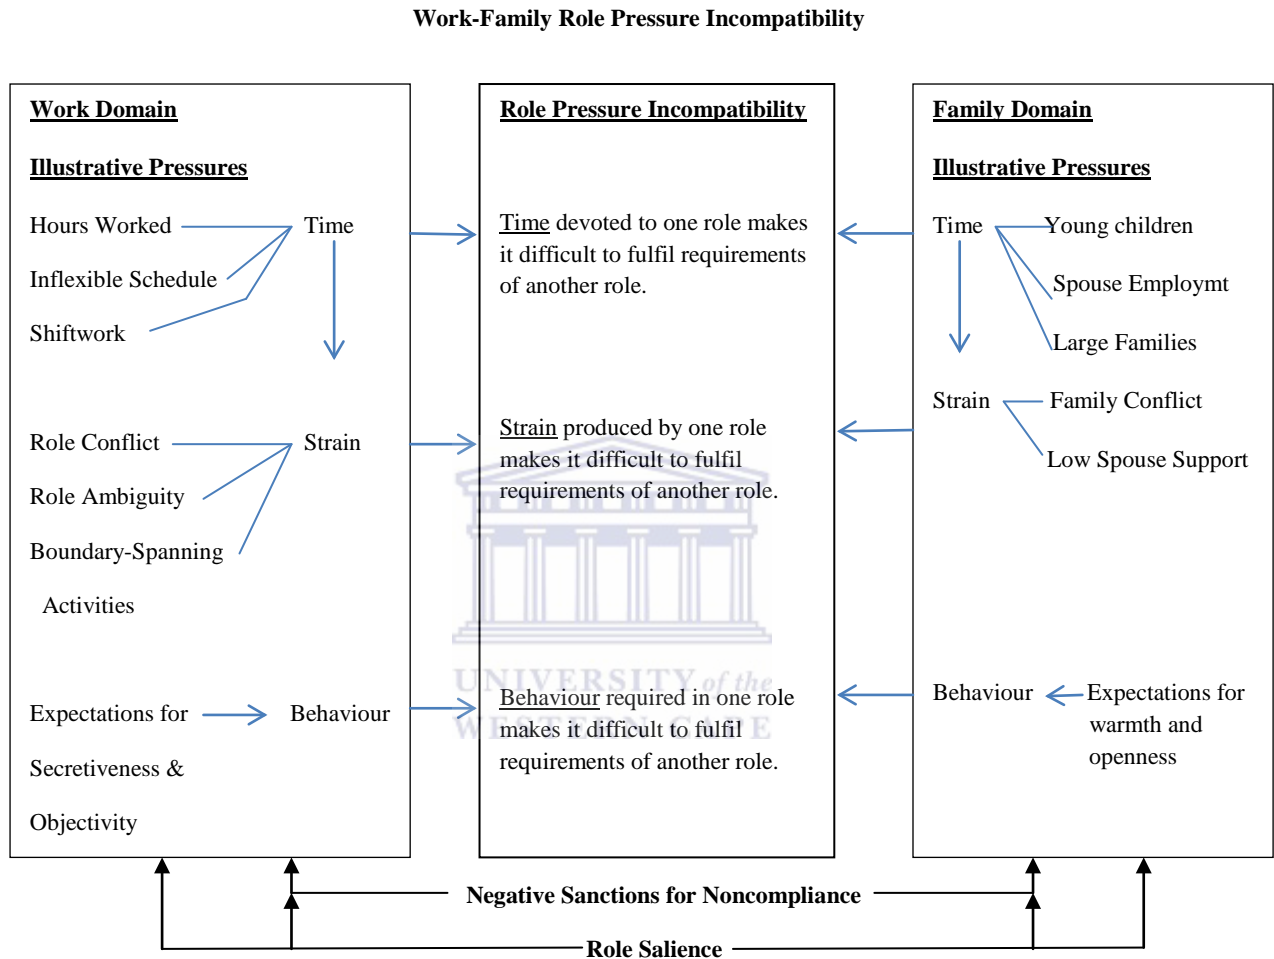 Work-Family Role Pressure Incompatibility
Work Domain
Illustrative Pressures
Hours Worked
Time
Inflexible Schedule
Shiftwork
Role Conflict
Strain
Role Ambiguity
Boundary-Spanning
Activities
Expectations for
Behaviour
Secretiveness &
Objectivity
Role Pressure Incompatibility
Time devoted to one role makes
it difficult to fulfil requirements
of another role.
Strain produced by one role
makes it difficult to fulfil
requirements of another role.
UNIVERSITY of the
WESTERN CAPE
Behaviour required in one role
makes it difficult to fulfil
requirements of another role.
Family Domain
Illustrative Pressures
Time
Young children
Spouse Employmt
Large Families
Strain
Family Conflict
Low Spouse Support
Behaviour
Expectations for
warmth and
openness
Negative Sanctions for Noncompliance
Role Salience